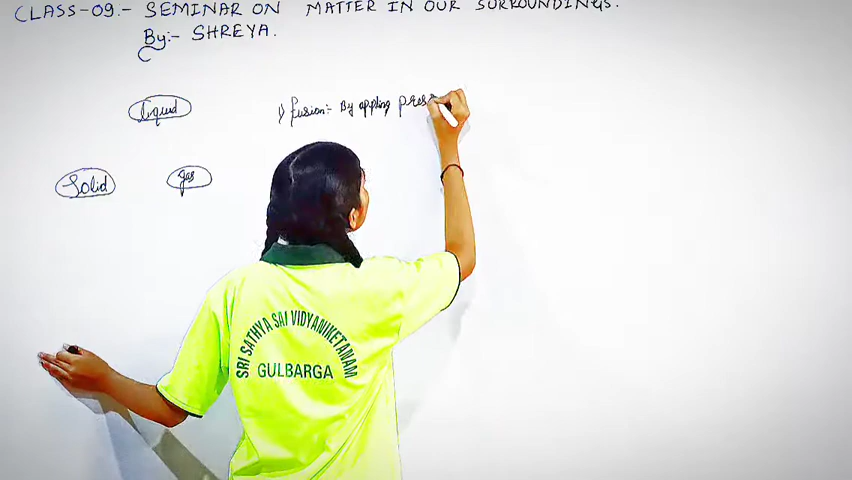 CLASS-09.- SEMINAR ON MATTER IN OUR SURROUNDINGS.
By:- SHREYA.
liquid
1) fusion:- By appling pres
Solid
gas
SRI SATHYA SAI VIDYANIKETANAM
GULBARGA